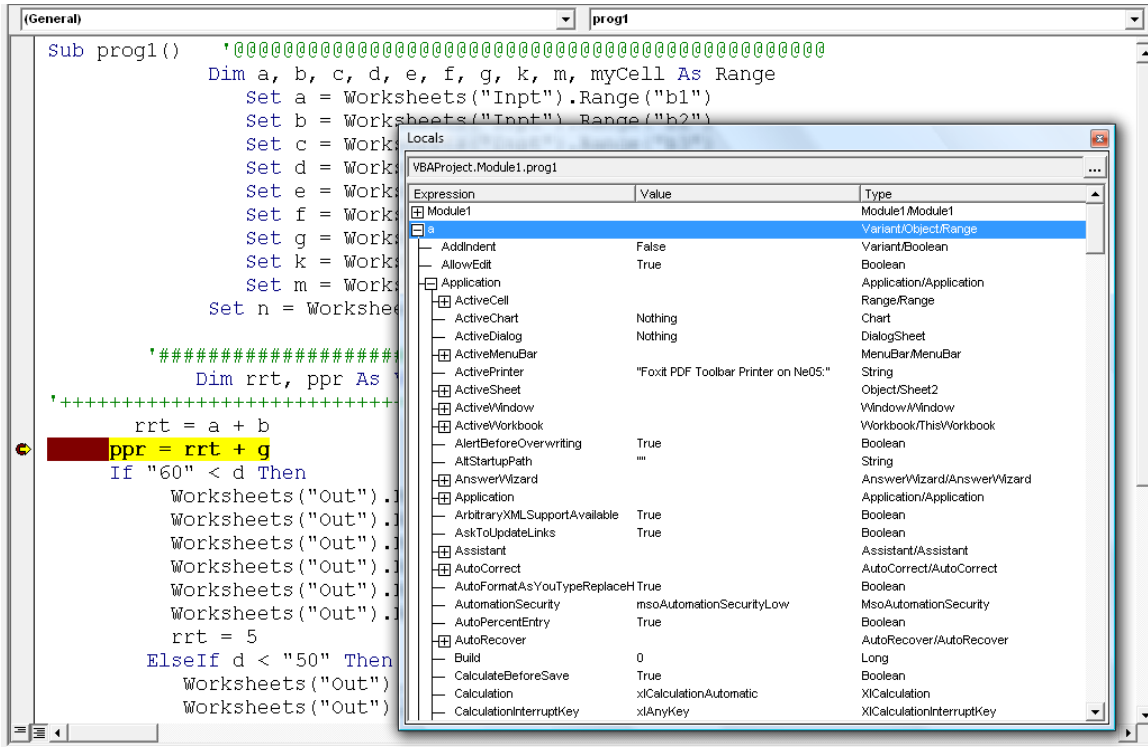 (General) prog1
Sub prog1() '@@@@@@@@@@@@@@@@@@@@@@@@@@@@@@@@@@@@@@@@@@@@@@@@
Dim a, b, c, d, e, f, g, k, m, myCell As Range
Set a = Worksheets("Inpt").Range("b1")
Set b = Worksheets("Inpt").Range("b2")
Set c = Works
Set d = Works
Set e = Works
Set f = Works
Set g = Works
Set k = Works
Set m = Works
Set n = Workshee
'####################
Dim rrt, ppr As V
'++++++++++++++++++++++++++++
rrt = a + b
ppr = rrt + g
If "60" < d Then
Worksheets("Out").
Worksheets("Out").
Worksheets("Out").
Worksheets("Out").
Worksheets("Out").
Worksheets("Out").
rrt = 5
ElseIf d < "50" Then
Worksheets("Out")
Worksheets("Out")
Locals
VBAProject.Module1.prog1 ...
Expression Value Type
Module1 Module1/Module1
a Variant/Object/Range
AddIndent False Variant/Boolean
AllowEdit True Boolean
Application Application/Application
ActiveCell Range/Range
ActiveChart Nothing Chart
ActiveDialog Nothing DialogSheet
ActiveMenuBar MenuBar/MenuBar
ActivePrinter "Foxit PDF Toolbar Printer on Ne05:" String
ActiveSheet Object/Sheet2
ActiveWindow Window/Window
ActiveWorkbook Workbook/ThisWorkbook
AlertBeforeOverwriting True Boolean
AltStartupPath "" String
AnswerWizard AnswerWizard/AnswerWizard
Application Application/Application
ArbitraryXMLSupportAvailable True Boolean
AskToUpdateLinks True Boolean
Assistant Assistant/Assistant
AutoCorrect AutoCorrect/AutoCorrect
AutoFormatAsYouTypeReplaceH True Boolean
AutomationSecurity msoAutomationSecurityLow MsoAutomationSecurity
AutoPercentEntry True Boolean
AutoRecover AutoRecover/AutoRecover
Build 0 Long
CalculateBeforeSave True Boolean
Calculation xlCalculationAutomatic XlCalculation
CalculationInterruptKey xlAnyKey XlCalculationInterruptKey